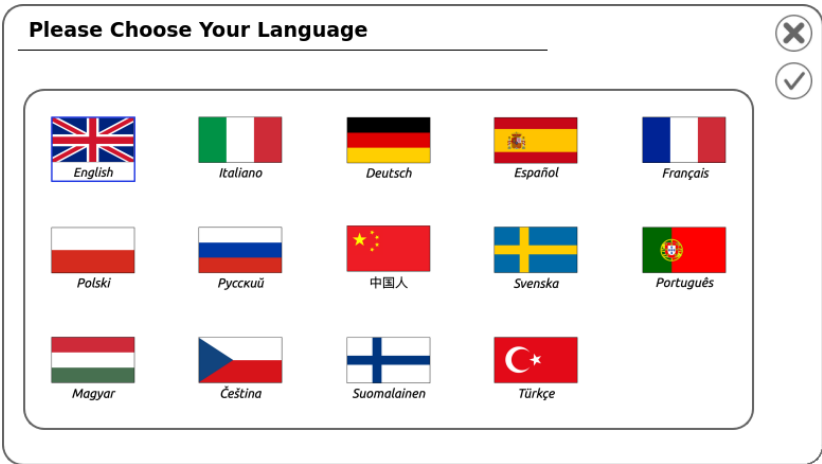 Please Choose Your Language
English Italiano Deutsch Español Français
Polski Русский 中国人 Svenska Português
Magyar Čeština Suomalainen Türkçe